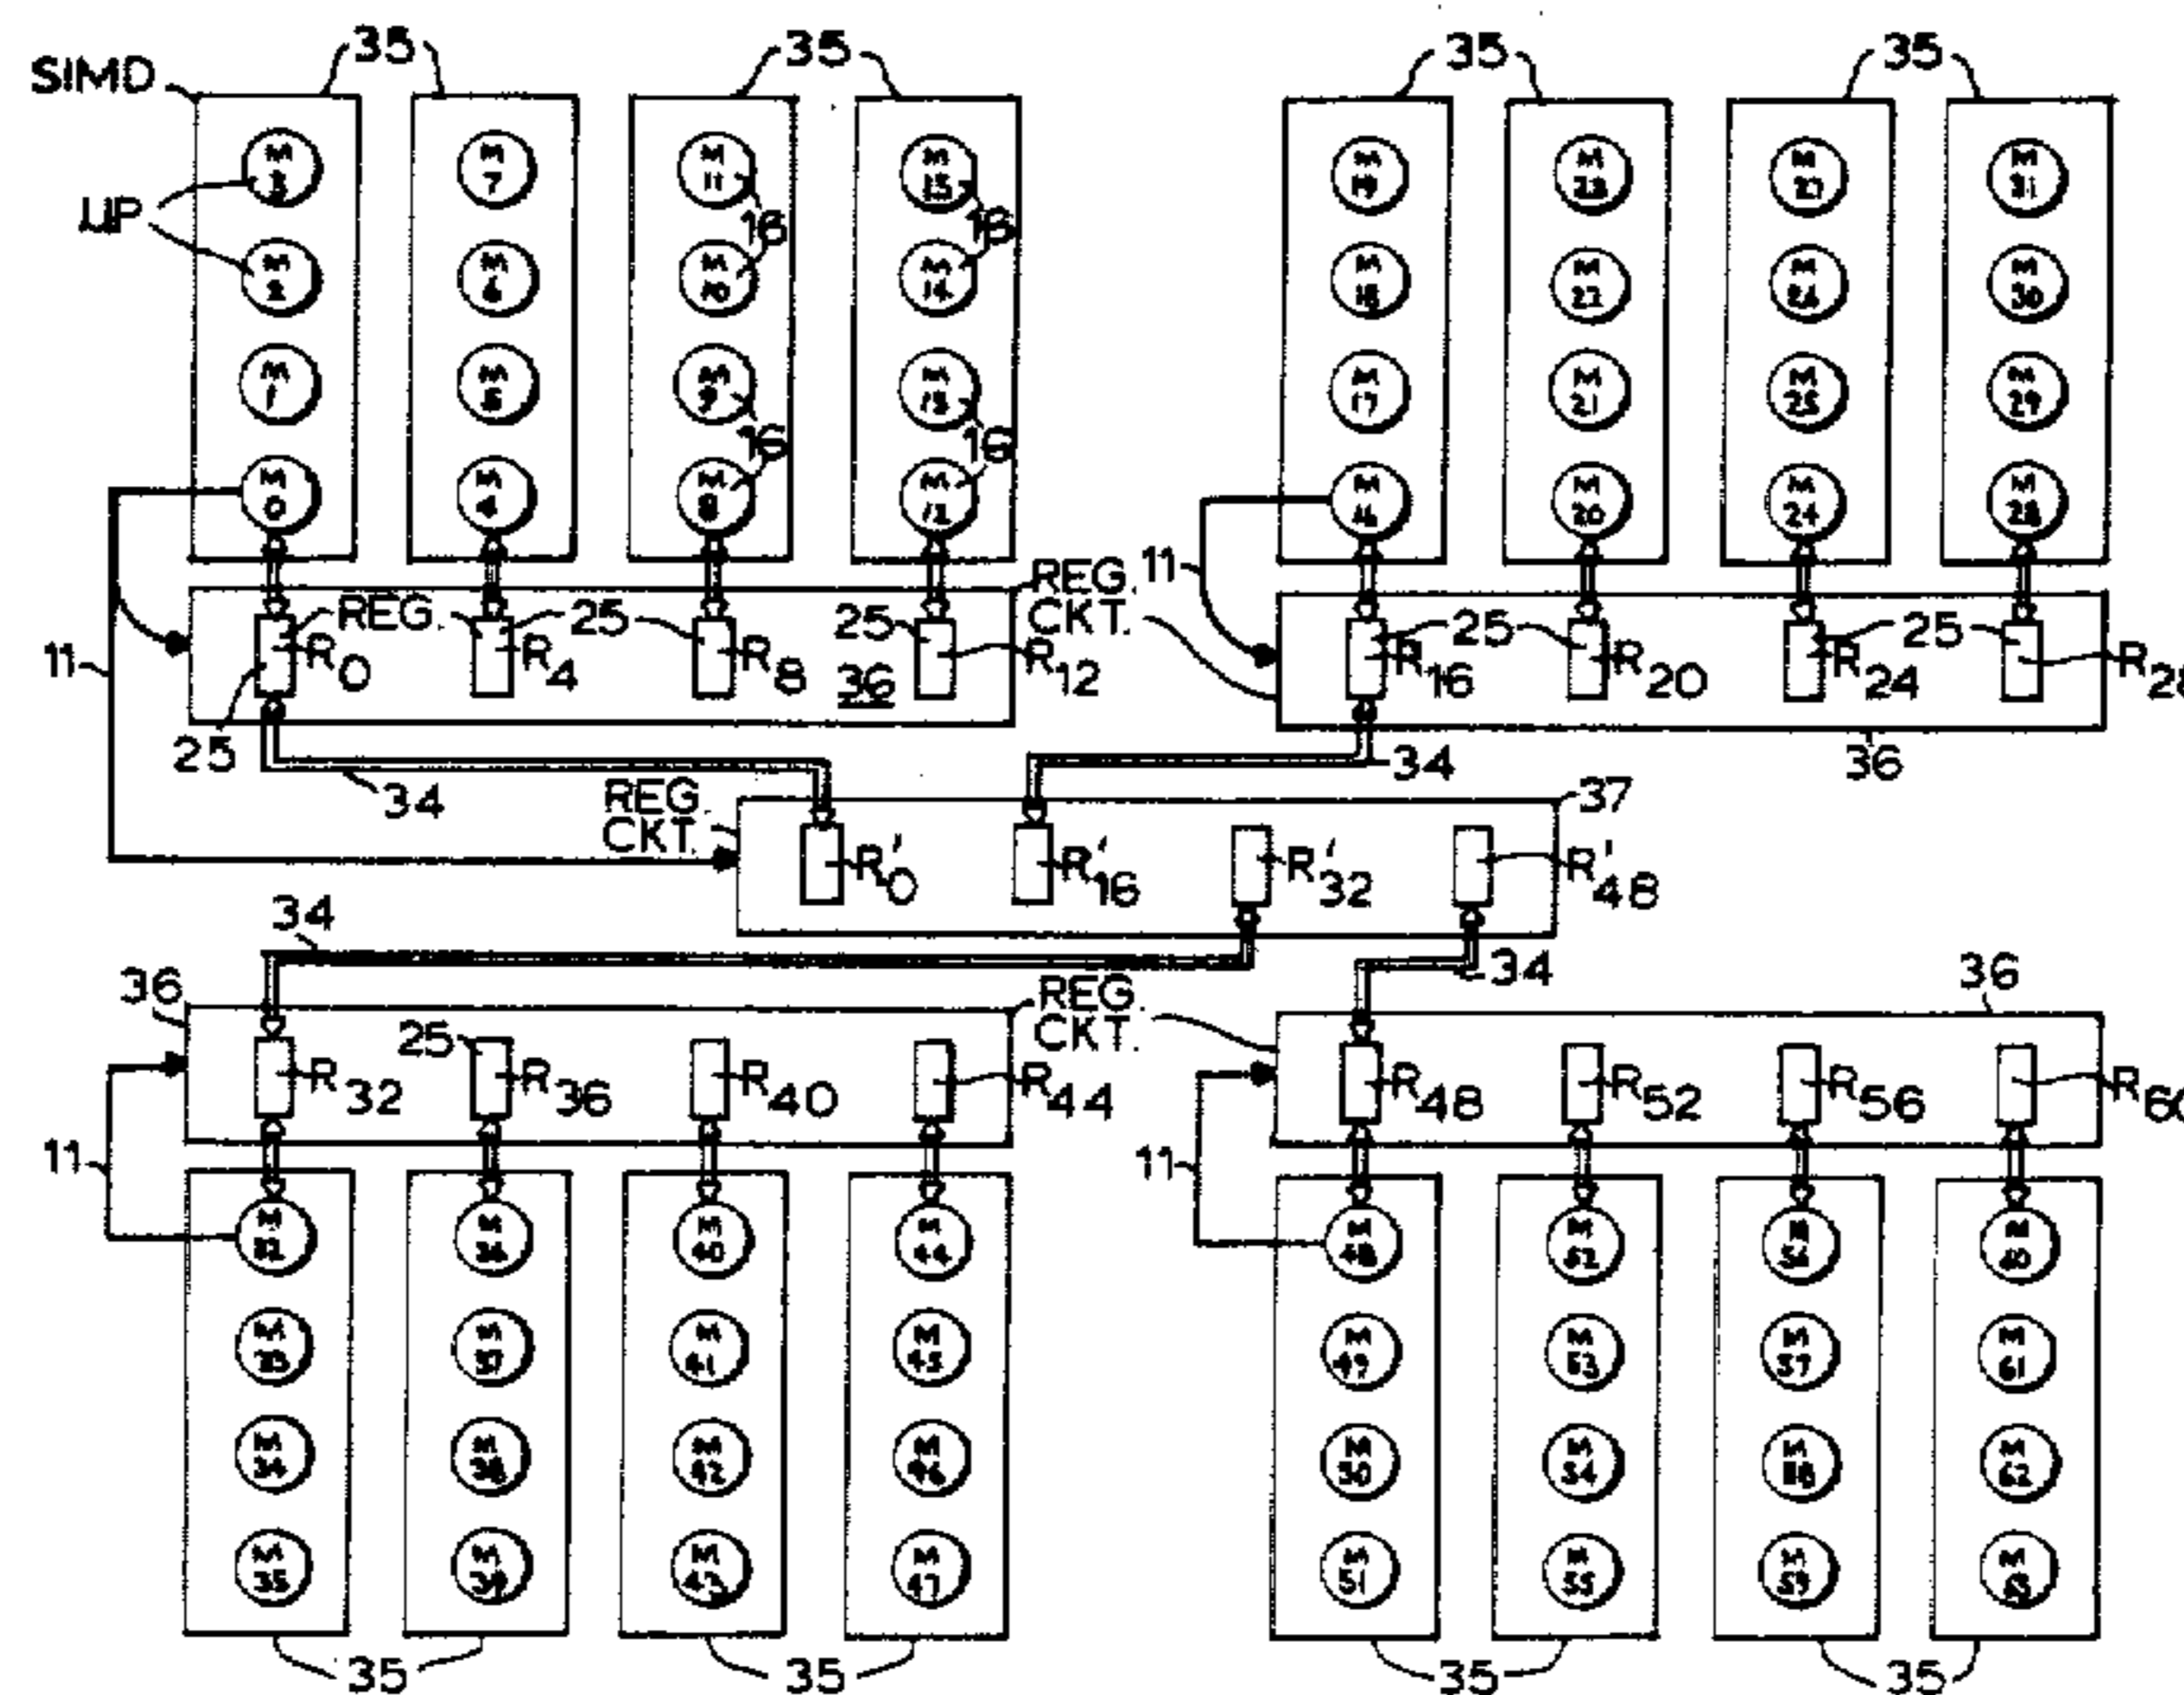 35 35 35 35
SIMD
M 3 M 7 M 11 M 15 M 19 M 23 M 27 M 31
μP 16 16
M 2 M 6 M 10 M 14 M 18 M 22 M 26 M 30
M 1 M 5 M 9 M 13 M 17 M 21 M 25 M 29
16 16
M 0 M 4 M 8 M 12 M 16 M 20 M 24 M 28
REG. CKT. 11
REG. 25 25 25 25
11 R0 R4 R8 36 R12 R16 R20 R24 R28
25 34 34 36
REG. CKT. 37
R'0 R'16 R'32 R'48
34 34
36 REG. CKT. 36
25
R32 R36 R40 R44 R48 R52 R56 R60
11 11
M 32 M 36 M 40 M 44 M 48 M 52 M 56 M 60
M 33 M 37 M 41 M 45 M 49 M 53 M 57 M 61
M 34 M 38 M 42 M 46 M 50 M 54 M 58 M 62
M 35 M 39 M 43 M 47 M 51 M 55 M 59 M 63
35 35 35 35